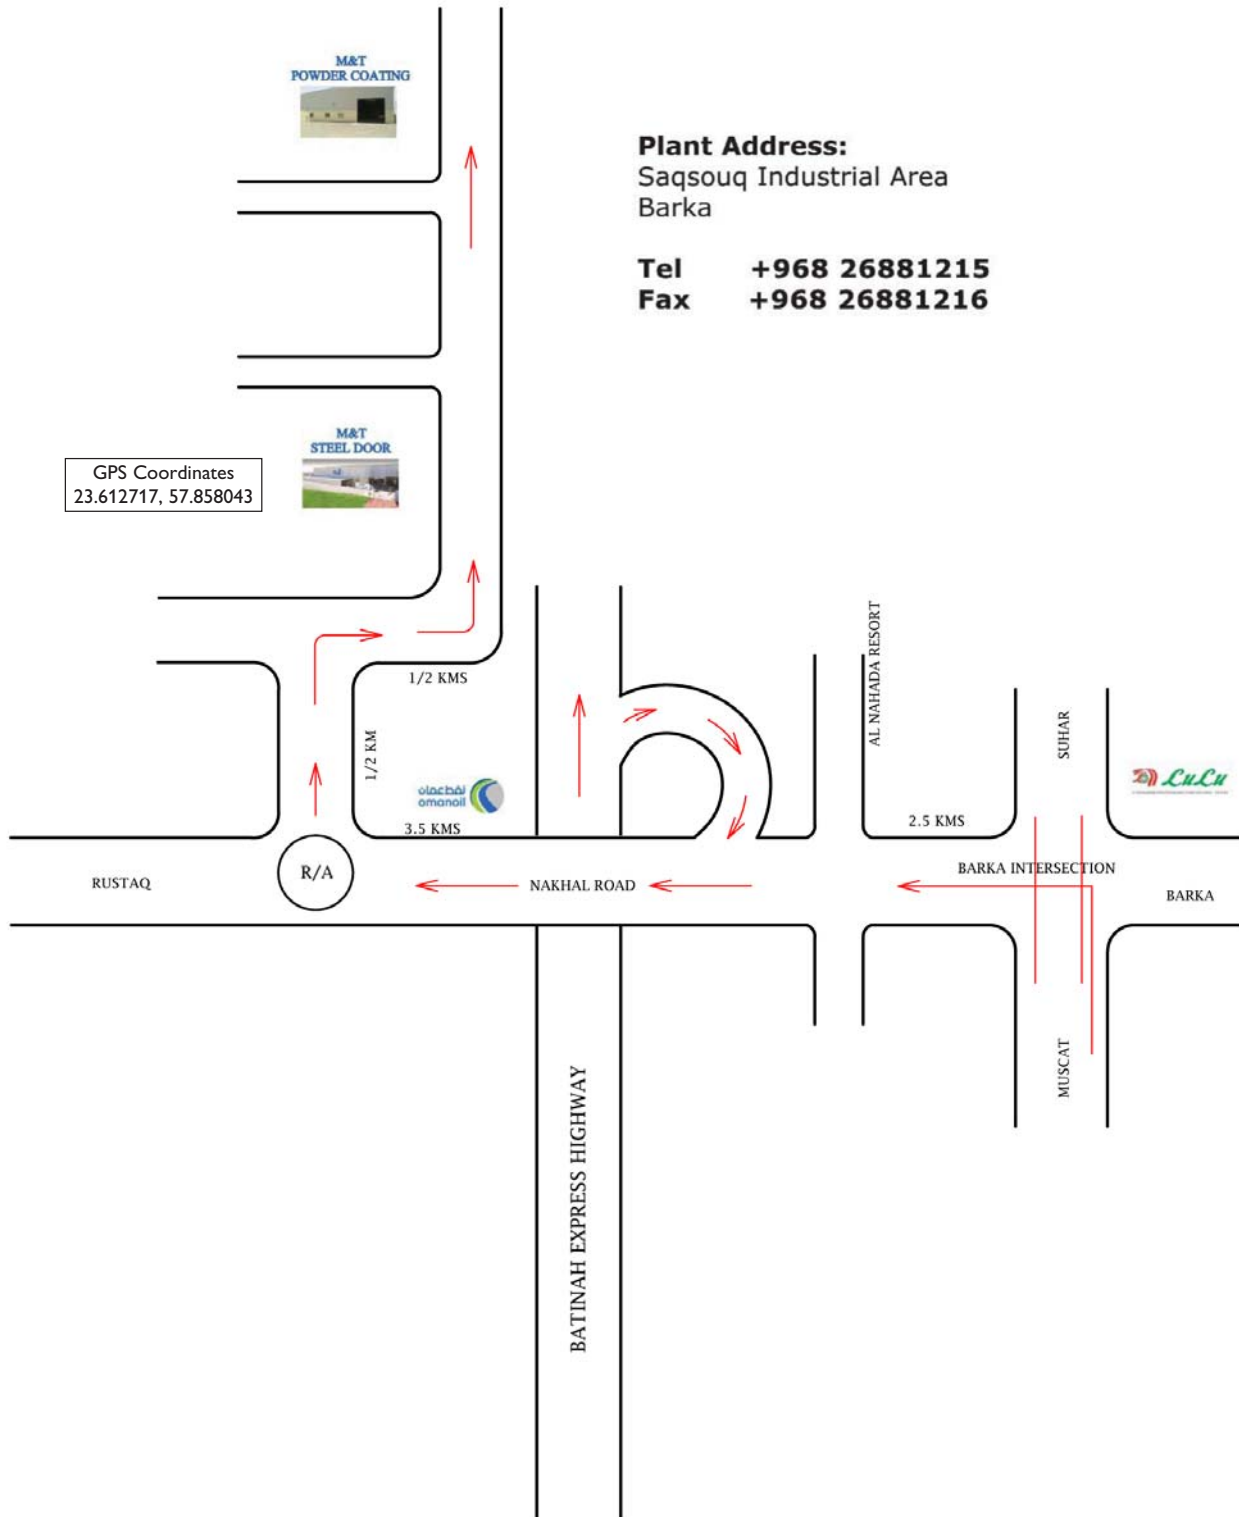 M&T
POWDER COATING
Plant Address:
Saqsouq Industrial Area
Barka
Tel +968 26881215
Fax +968 26881216
M&T
STEEL DOOR
GPS Coordinates
23.612717, 57.858043
1/2 KMS
1/2 KM
نفط عمان
omanoil
3.5 KMS
AL NAHADA RESORT
SUHAR
LuLu
2.5 KMS
RUSTAQ
R/A
NAKHAL ROAD
BARKA INTERSECTION
BARKA
MUSCAT
BATINAH EXPRESS HIGHWAY